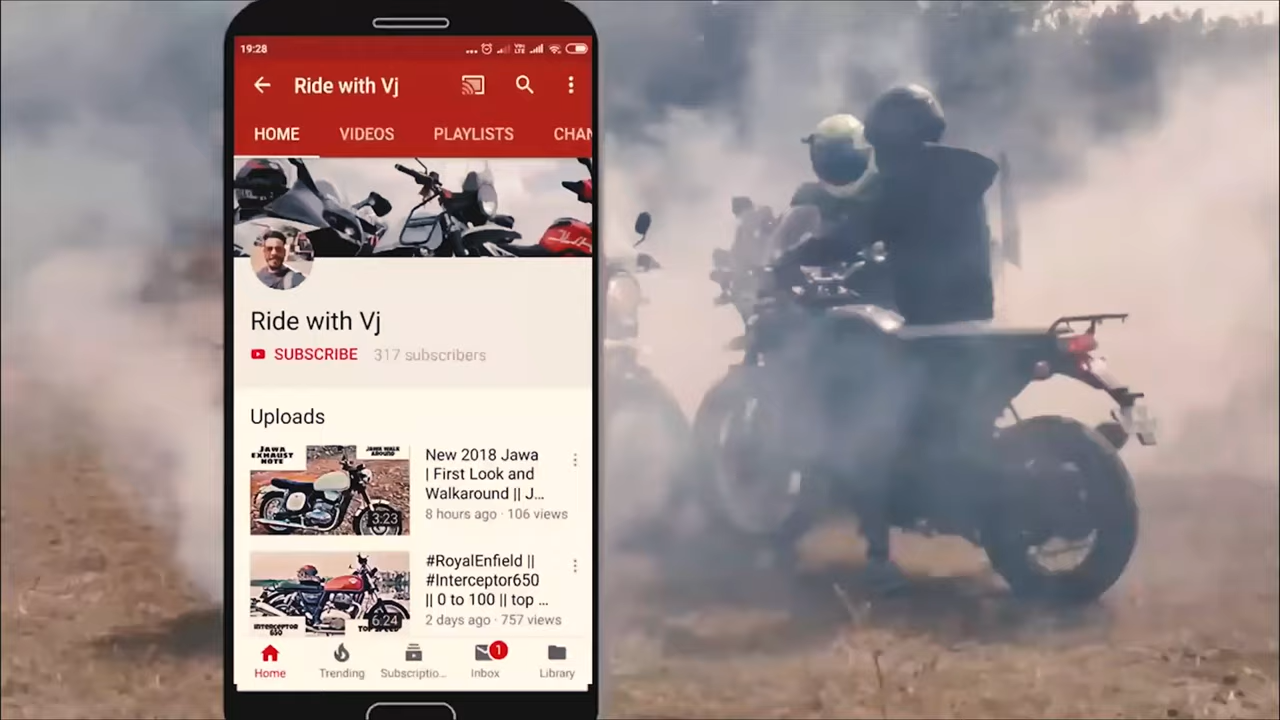 19:28
VoLTE
Ride with Vj
HOME VIDEOS PLAYLISTS CHAN
Ride with Vj
SUBSCRIBE 317 subscribers
Uploads
JAWA EXHAUST NOTE
JAWA WALK AROUND
3:23
New 2018 Jawa
| First Look and
Walkaround || J...
8 hours ago · 106 views
INTERCEPTOR 650
TOP SPEED
6:24
#RoyalEnfield ||
#Interceptor650
|| 0 to 100 || top ...
2 days ago · 757 views
1
Home Trending Subscriptio... Inbox Library